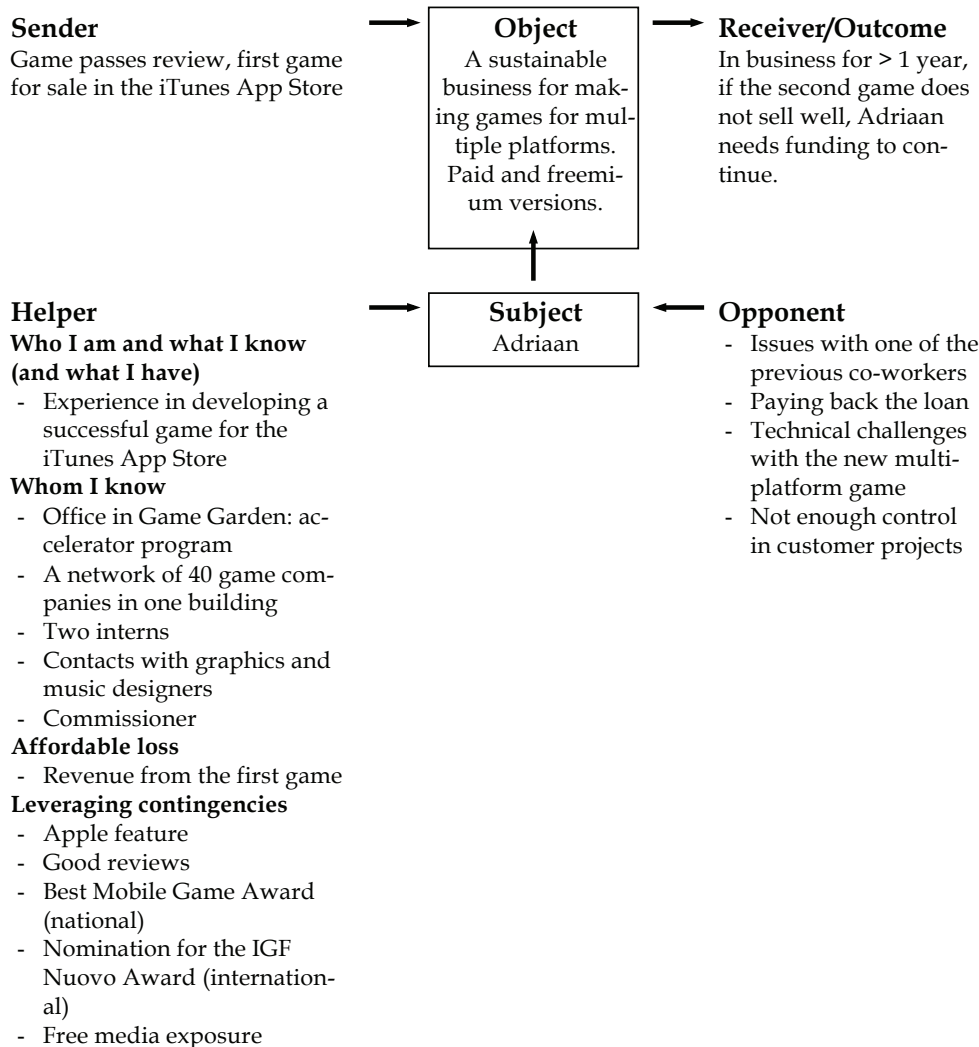 Sender
Game passes review, first game
for sale in the iTunes App Store
Object
A sustainable
business for mak-
ing games for mul-
tiple platforms.
Paid and freemi-
um versions.
Receiver/Outcome
In business for > 1 year,
if the second game does
not sell well, Adriaan
needs funding to con-
tinue.
Helper
Who I am and what I know
(and what I have)
- Experience in developing a
successful game for the
iTunes App Store
Whom I know
- Office in Game Garden: ac-
celerator program
- A network of 40 game com-
panies in one building
- Two interns
- Contacts with graphics and
music designers
- Commissioner
Affordable loss
- Revenue from the first game
Leveraging contingencies
- Apple feature
- Good reviews
- Best Mobile Game Award
(national)
- Nomination for the IGF
Nuovo Award (internation-
al)
- Free media exposure
Subject
Adriaan
Opponent
- Issues with one of the
previous co-workers
- Paying back the loan
- Technical challenges
with the new multi-
platform game
- Not enough control
in customer projects